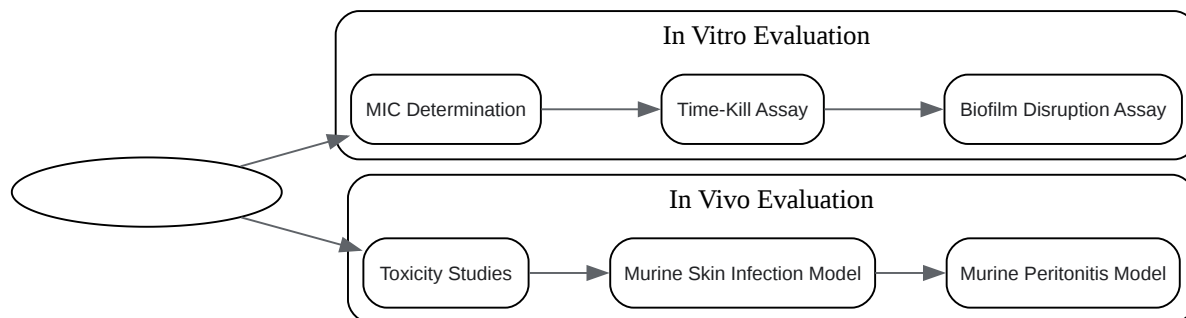 In Vitro Evaluation
MIC Determination
Time-Kill Assay
Biofilm Disruption Assay
In Vivo Evaluation
Toxicity Studies
Murine Skin Infection Model
Murine Peritonitis Model